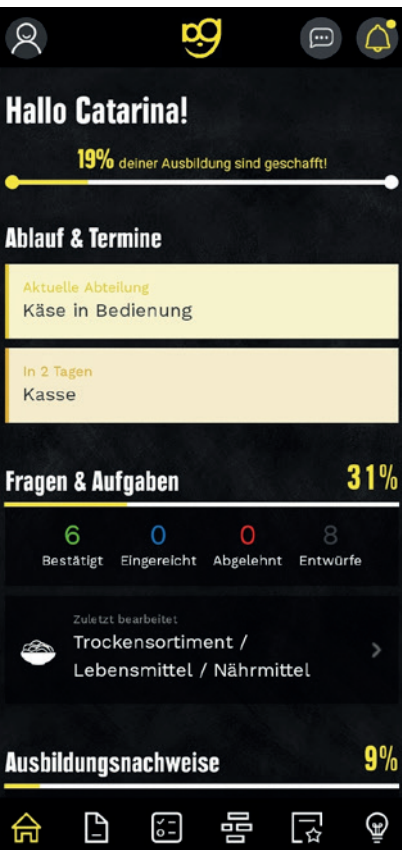 Hallo Catarina!
19% deiner Ausbildung sind geschafft!
Ablauf & Termine
Aktuelle Abteilung
Käse in Bedienung
In 2 Tagen
Kasse
Fragen & Aufgaben 31%
6 0 0 8
Bestätigt Eingereicht Abgelehnt Entwürfe
Zuletzt bearbeitet
Trockensortiment /
Lebensmittel / Nährmittel
Ausbildungsnachweise 9%